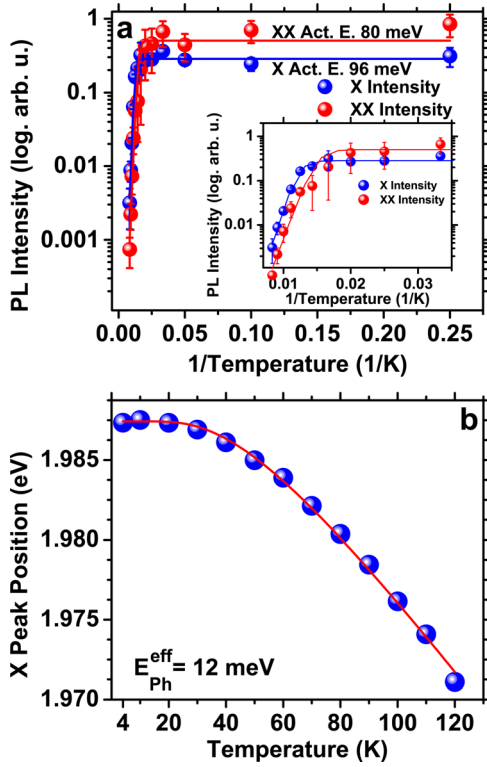 a
XX Act. E. 80 meV
X Act. E. 96 meV
X Intensity
XX Intensity
PL Intensity (log. arb. u.)
1
0.1
0.01
0.001
0.00 0.05 0.10 0.15 0.20 0.25
1/Temperature (1/K)
PL Intensity (log. arb. u.)
1
0.1
0.01
X Intensity
XX Intensity
0.01 0.02 0.03
1/Temperature (1/K)
b
X Peak Position (eV)
1.985
1.980
1.975
1.970
E eff Ph = 12 meV
4 20 40 60 80 100 120
Temperature (K)